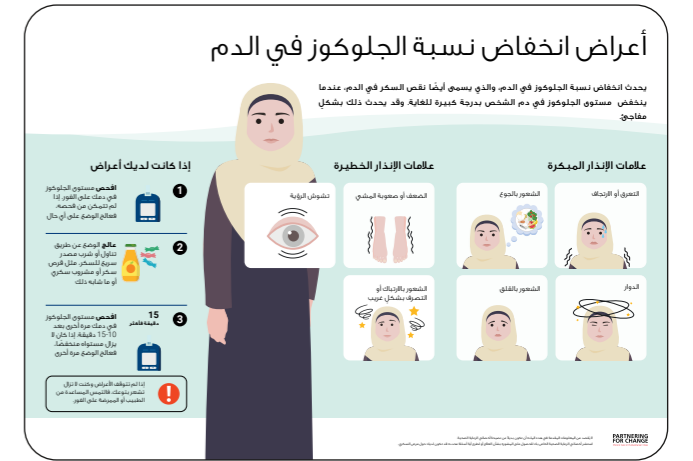 أعراض انخفاض نسبة الجلوكوز في الدم
يحدث انخفاض نسبة الجلوكوز في الدم، والذي يسمى أيضًا نقص السكر في الدم، عندما
ينخفض مستوى الجلوكوز في دم الشخص بدرجة كبيرة للغاية. وقد يحدث ذلك بشكلٍ
مفاجئ.
علامات الإنذار المبكرة
التعرق أو الارتجاف
الشعور بالجوع
الدوار
الشعور بالقلق
علامات الإنذار الخطيرة
الضعف أو صعوبة المشي
تشوش الرؤية
الشعور بالارتباك أو
التصرف بشكلٍ غريب
إذا كانت لديك أعراض
1
افحص مستوى الجلوكوز
في دمك على الفور. إذا
لم تتمكن من فحصه،
فعالج الوضع على أي حال
2
عالج الوضع عن طريق
تناول أو شرب مصدر
سريع للسكر، مثل قرص
سكر أو مشروب سكري
أو ما شابه ذلك
3
15
دقيقة فأكثر
افحص مستوى الجلوكوز
في دمك مرة أخرى بعد
10-15 دقيقة. إذا كان لا
يزال مستواه منخفضًا،
فعالج الوضع مرة أخرى
إذا لم تتوقف الأعراض وكنت لا تزال
تشعر بتوعك، فالتمس المساعدة من
الطبيب أو الممرضة على الفور.
PARTNERING
FOR CHANGE